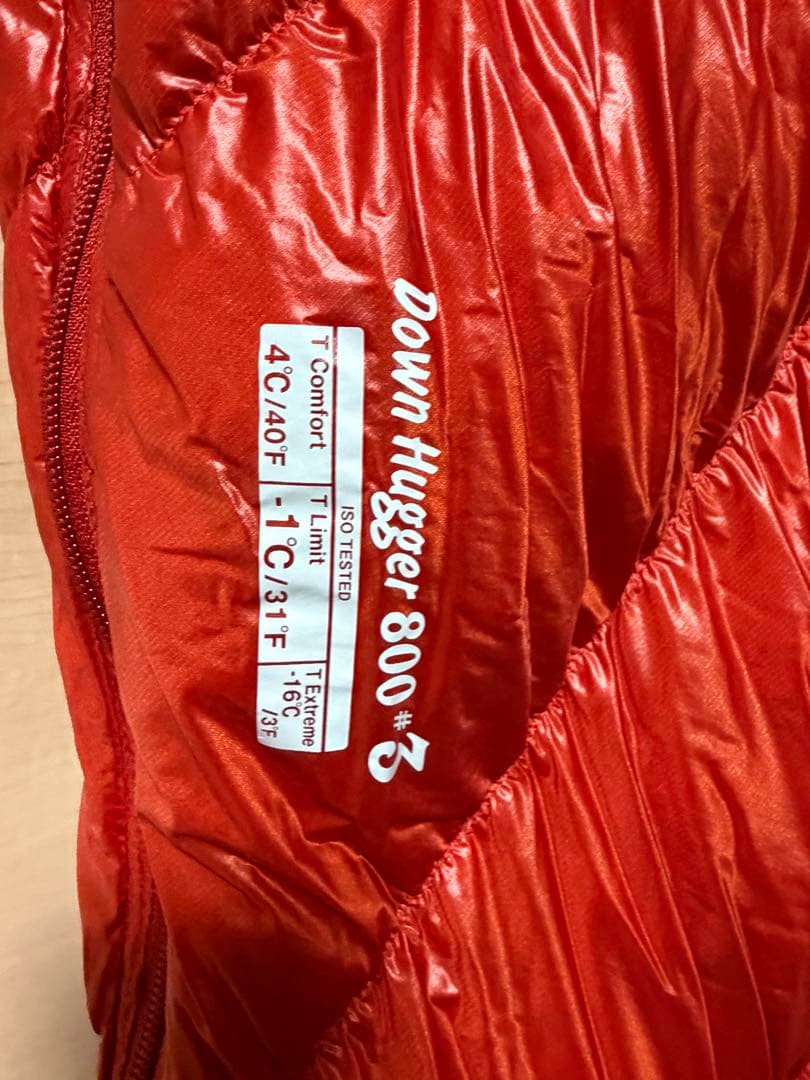 Down Hugger 800 #3
ISO TESTED
T Comfort
4°C/40°F
T Limit
-1°C/31°F
T Extreme
-16°C
/3°F